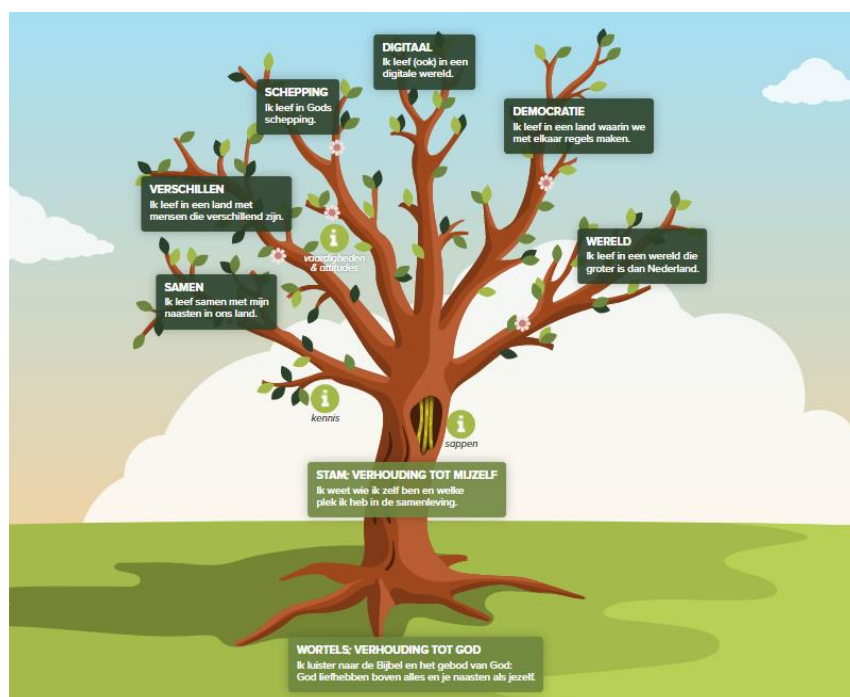 DIGITAAL
Ik leef (ook) in een
digitale wereld.
SCHEPPING
Ik leef in Gods
schepping.
DEMOCRATIE
Ik leef in een land waarin we
met elkaar regels maken.
VERSCHILLEN
Ik leef in een land met
mensen die verschillend zijn.
i
vaardigheden
& attitudes
WERELD
Ik leef in een wereld die
groter is dan Nederland.
SAMEN
Ik leef samen met mijn
naasten in ons land.
i
kennis
i
sappen
STAM; VERHOUDING TOT MIJZELF
Ik weet wie ik zelf ben en welke
plek ik heb in de samenleving.
WORTELS; VERHOUDING TOT GOD
Ik luister naar de Bijbel en het gebod van God:
God liefhebben boven alles en je naasten als jezelf.